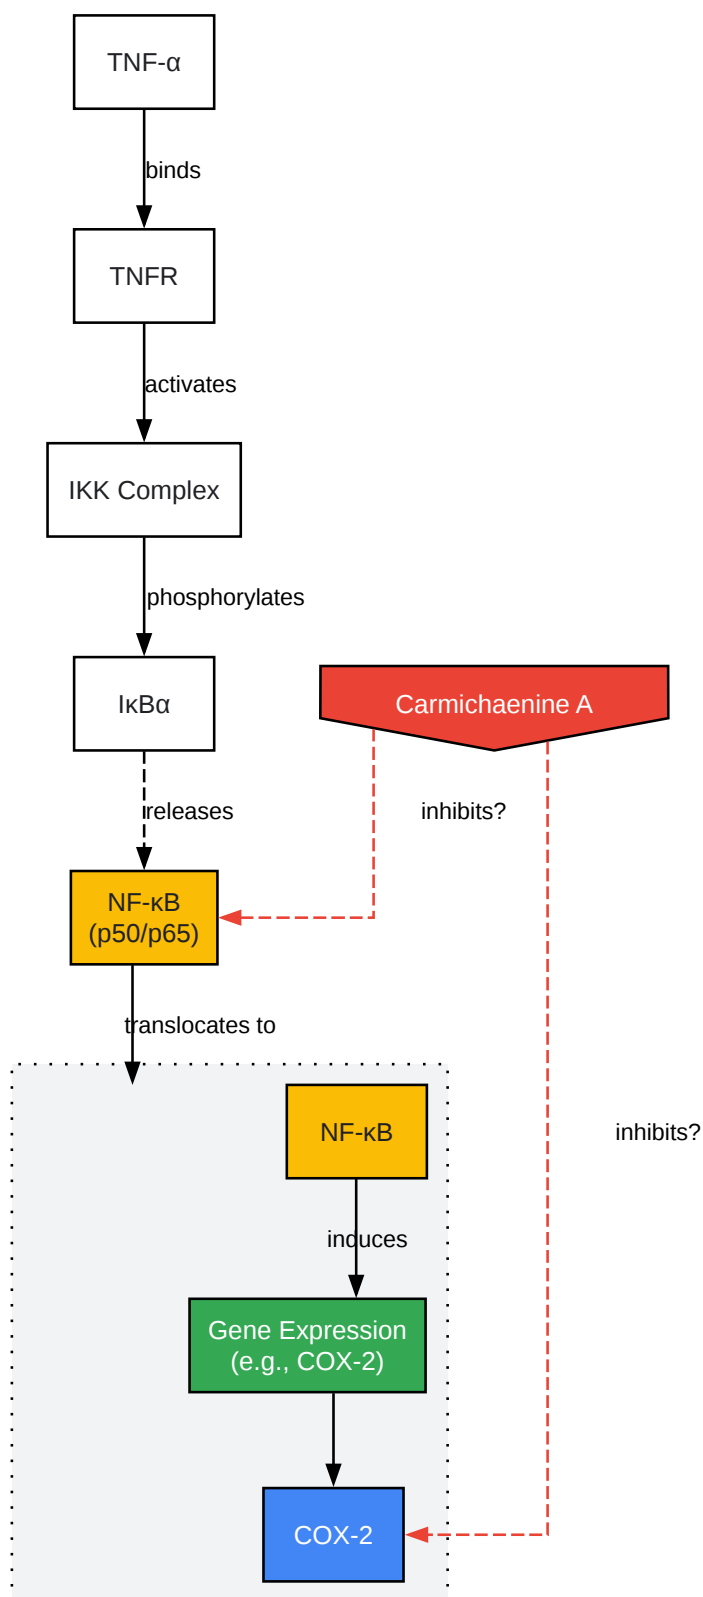 TNF-α
binds
TNFR
activates
IKK Complex
phosphorylates
IκBα
Carmichaenine A
releases
inhibits?
NF-κB
(p50/p65)
translocates to
NF-κB
inhibits?
induces
Gene Expression
(e.g., COX-2)
COX-2